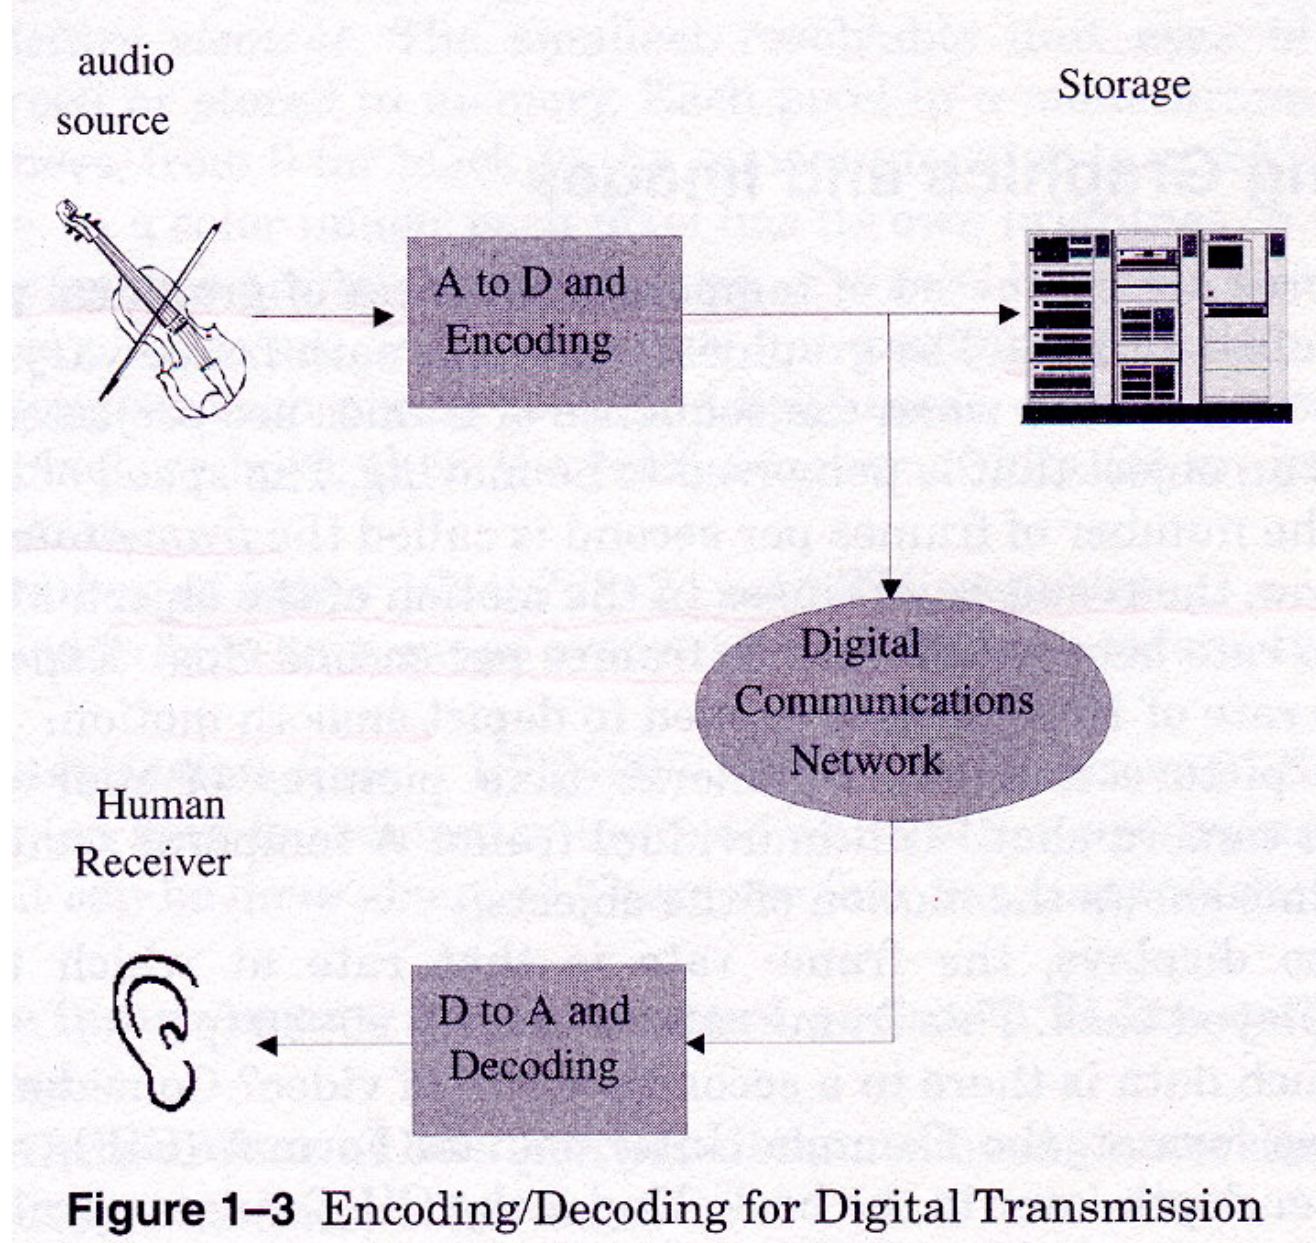 audio
source
Storage
A to D and
Encoding
Digital
Communications
Network
Human
Receiver
D to A and
Decoding
Figure 1–3 Encoding/Decoding for Digital Transmission